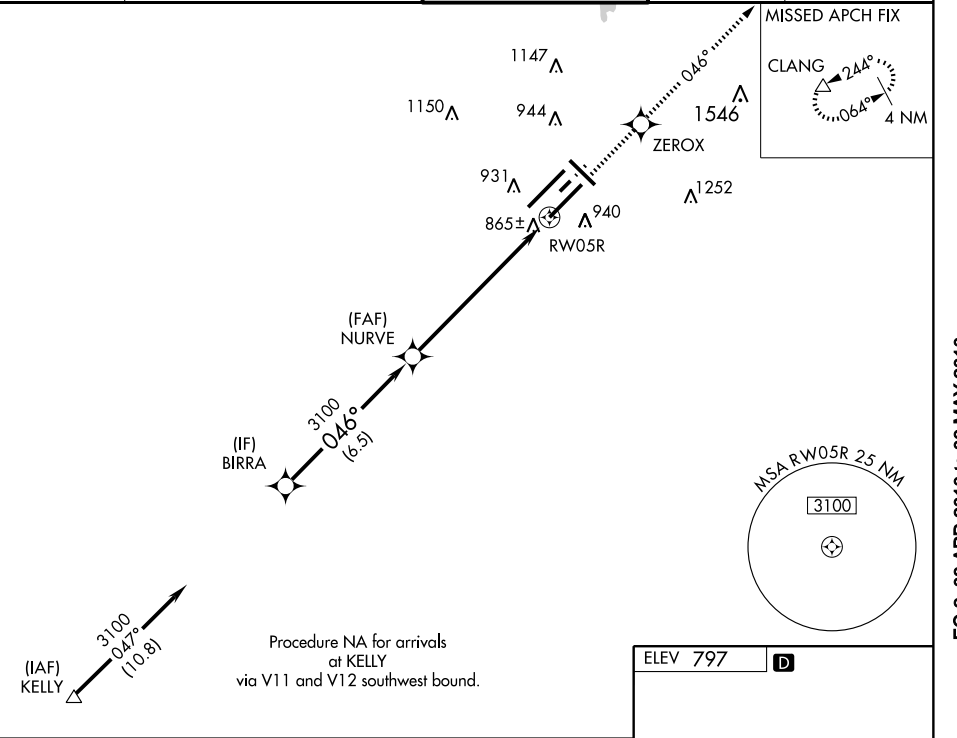 MISSED APCH FIX
CLANG
244°
064°
4 NM
046°
1147
1150
944
1546
ZEROX
931
1252
865±
940
RW05R
(FAF)
NURVE
3100
046°
(6.5)
(IF)
BIRRA
MSA RW05R 25 NM
3100
3100
047°
(10.8)
(IAF)
KELLY
Procedure NA for arrivals
at KELLY
via V11 and V12 southwest bound.
ELEV 797
D